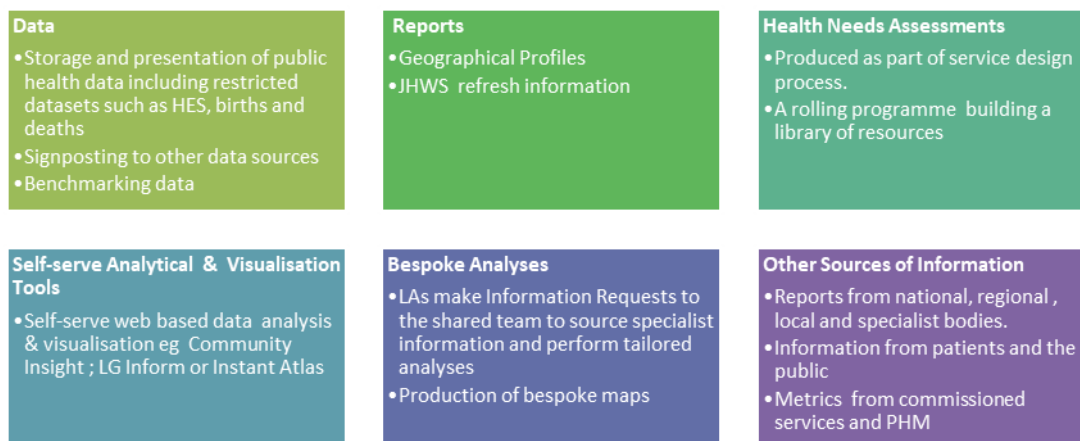 Data
•Storage and presentation of public
health data including restricted
datasets such as HES, births and
deaths
•Signposting to other data sources
•Benchmarking data
Reports
•Geographical Profiles
•JHWS refresh information
Health Needs Assessments
•Produced as part of service design
process.
•A rolling programme building a
library of resources
Self-serve Analytical & Visualisation
Tools
•Self-serve web based data analysis
& visualisation eg Community
Insight ; LG Inform or Instant Atlas
Bespoke Analyses
•LAs make Information Requests to
the shared team to source specialist
information and perform tailored
analyses
•Production of bespoke maps
Other Sources of Information
•Reports from national, regional ,
local and specialist bodies.
•Information from patients and the
public
•Metrics from commissioned
services and PHM